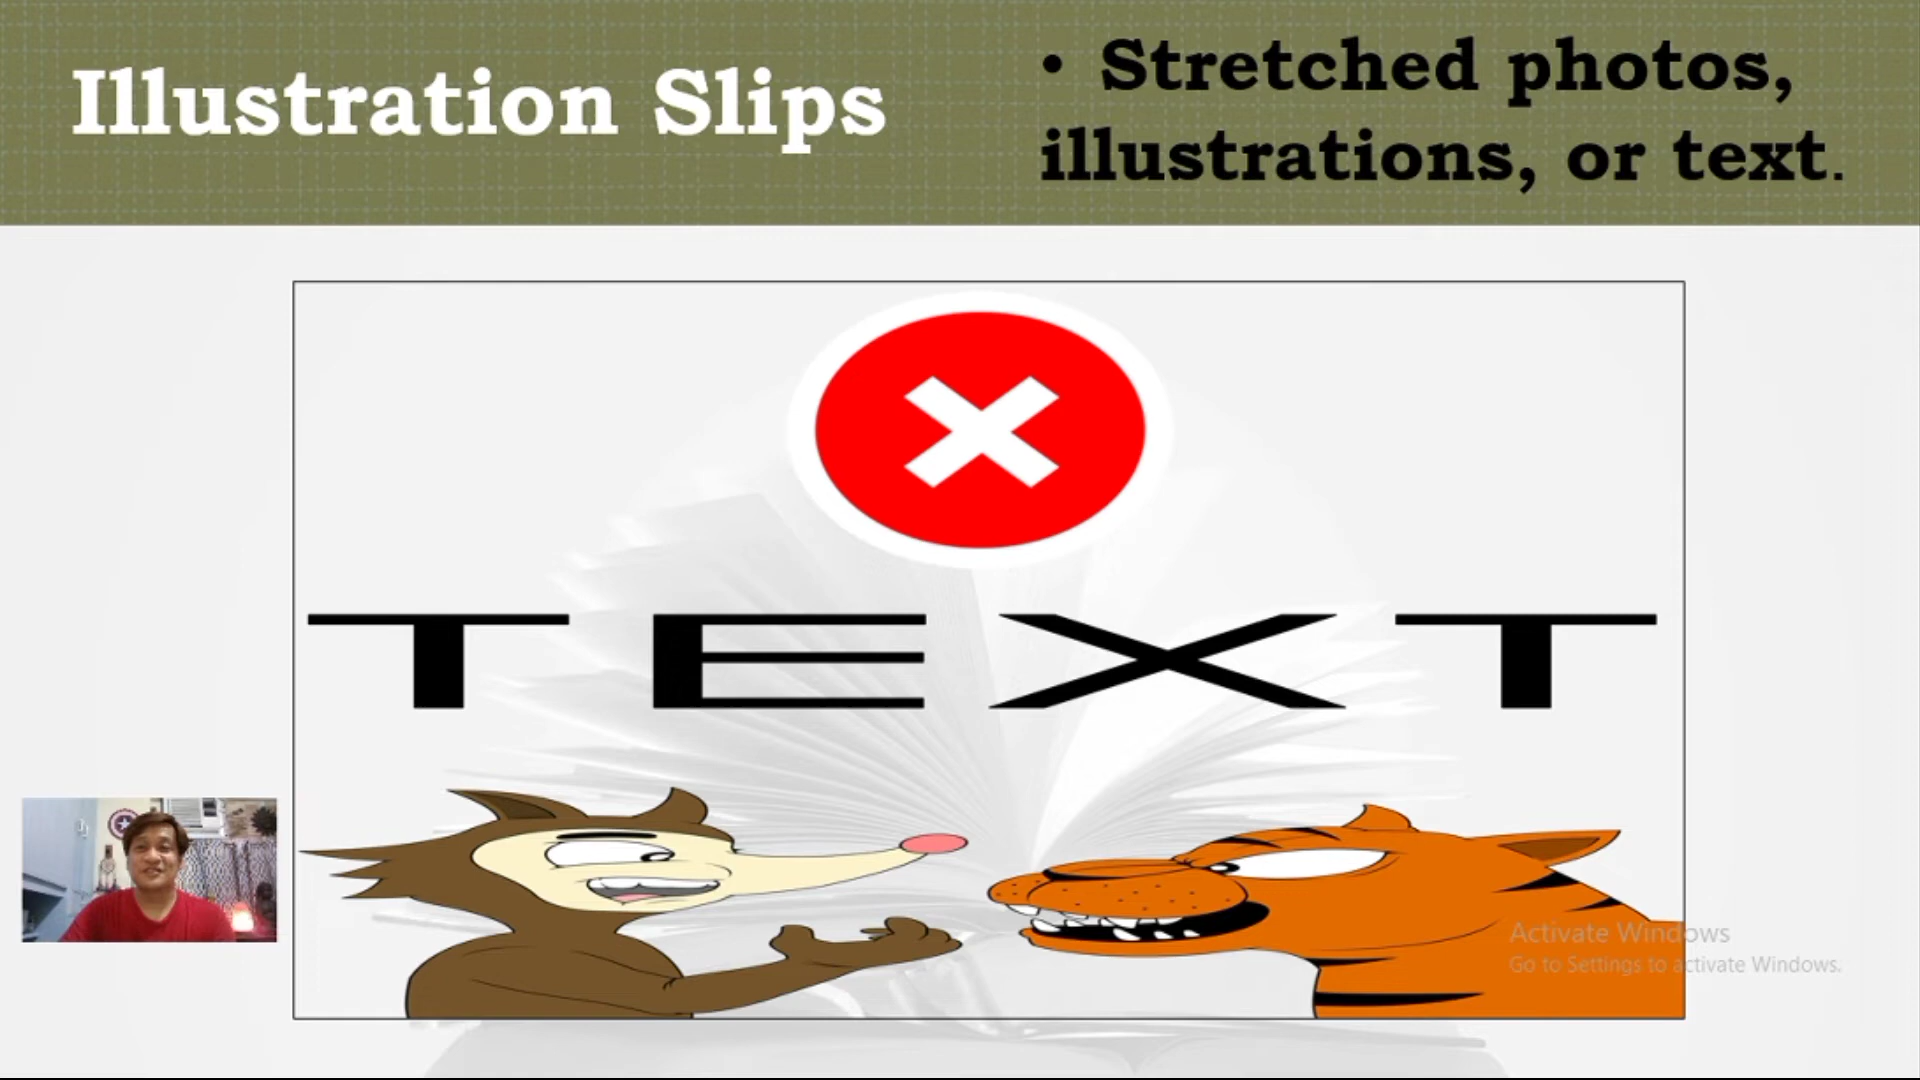 Illustration Slips
• Stretched photos,
illustrations, or text.
TEXT
Activate Windows
Go to Settings to activate Windows.